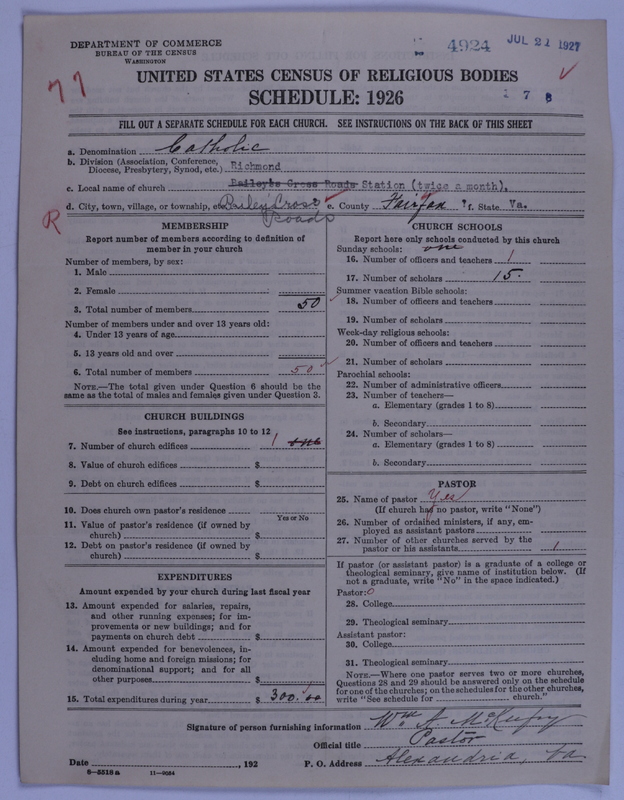 DEPARTMENT OF COMMERCE
BUREAU OF THE CENSUS
WASHINGTON
4924
JUL 21 1927
77
UNITED STATES CENSUS OF RELIGIOUS BODIES
SCHEDULE: 1926
1 7 8
FILL OUT A SEPARATE SCHEDULE FOR EACH CHURCH. SEE INSTRUCTIONS ON THE BACK OF THIS SHEET
a. Denomination Catholic
b. Division (Association, Conference, Diocese, Presbytery, Synod, etc.) Richmond
c. Local name of church Bailey's Cross Roads Station (twice a month).
d. City, town, village, or township, etc. Bailey Cross Roads e. County Fairfax f. State Va.
R
MEMBERSHIP
Report number of members according to definition of
member in your church
Number of members, by sex:
1. Male
2. Female
3. Total number of members 50
Number of members under and over 13 years old:
4. Under 13 years of age
5. 13 years old and over
6. Total number of members 50
NOTE.—The total given under Question 6 should be the
same as the total of males and females given under Question 3.
CHURCH BUILDINGS
See instructions, paragraphs 10 to 12
7. Number of church edifices 1 one
8. Value of church edifices $
9. Debt on church edifices $
10. Does church own pastor's residence
Yes or No
11. Value of pastor's residence (if owned by
church) $
12. Debt on pastor's residence (if owned by
church) $
EXPENDITURES
Amount expended by your church during last fiscal year
13. Amount expended for salaries, repairs,
and other running expenses; for im-
provements or new buildings; and for
payments on church debt $
14. Amount expended for benevolences, in-
cluding home and foreign missions; for
denominational support; and for all
other purposes $
15. Total expenditures during year $ 300.00
CHURCH SCHOOLS
Report here only schools conducted by this church
Sunday schools: one
16. Number of officers and teachers 1
17. Number of scholars 15.
Summer vacation Bible schools:
18. Number of officers and teachers
19. Number of scholars
Week-day religious schools:
20. Number of officers and teachers
21. Number of scholars
Parochial schools:
22. Number of administrative officers
23. Number of teachers—
a. Elementary (grades 1 to 8)
b. Secondary
24. Number of scholars—
a. Elementary (grades 1 to 8)
b. Secondary
PASTOR
25. Name of pastor Yes
(If church has no pastor, write "None")
26. Number of ordained ministers, if any, em-
ployed as assistant pastors
27. Number of other churches served by the
pastor or his assistants 1
If pastor (or assistant pastor) is a graduate of a college or
theological seminary, give name of institution below. (If
not a graduate, write "No" in the space indicated.)
Pastor: O
28. College
29. Theological seminary
Assistant pastor:
30. College
31. Theological seminary
NOTE.—Where one pastor serves two or more churches,
Questions 28 and 29 should be answered only on the schedule
for one of the churches; on the schedules for the other churches,
write "See schedule for church."
Signature of person furnishing information Wm A
Official title Pastor
Date , 192 P. O. Address Alexandria, Va
8-5518 a 11-9064